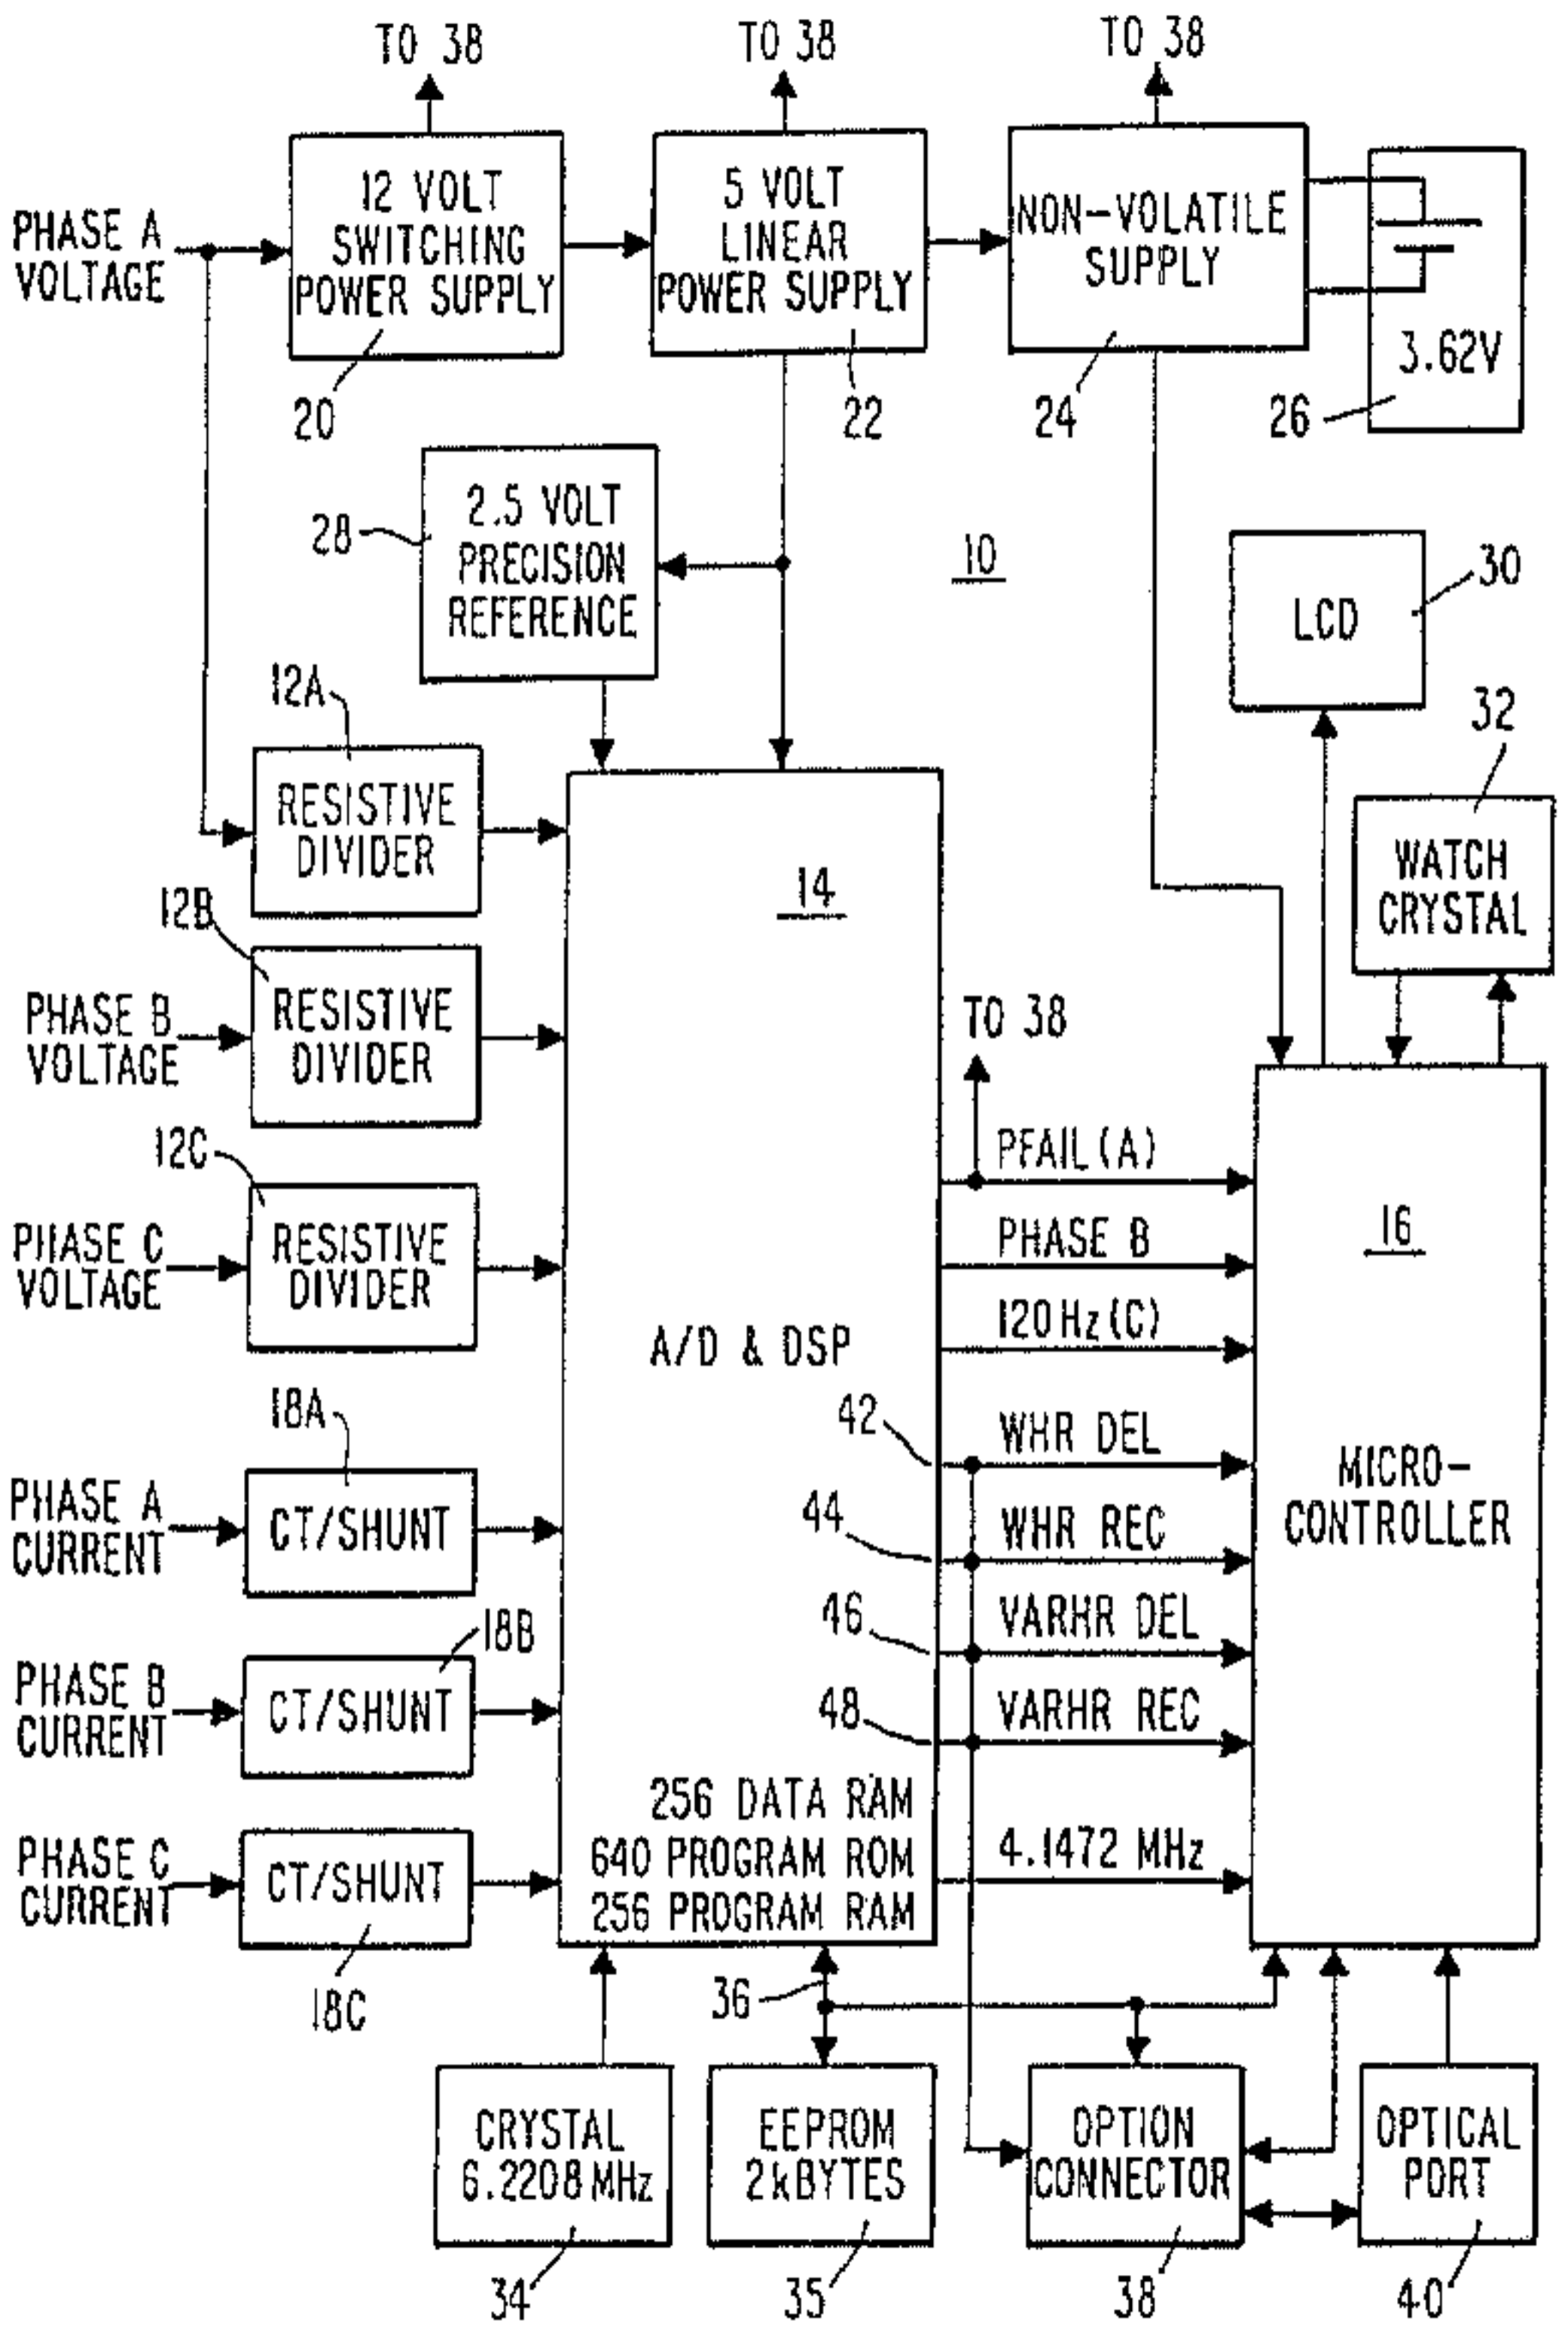 TO 38
TO 38
TO 38
PHASE A
VOLTAGE
12 VOLT
SWITCHING
POWER SUPPLY
20
5 VOLT
LINEAR
POWER SUPPLY
22
NON-VOLATILE
SUPPLY
24
3.62V
26
28
2.5 VOLT
PRECISION
REFERENCE
10
LCD
30
32
WATCH
CRYSTAL
12A
RESISTIVE
DIVIDER
12B
PHASE B
VOLTAGE
RESISTIVE
DIVIDER
12C
PHASE C
VOLTAGE
RESISTIVE
DIVIDER
14
A/D & DSP
TO 38
PFAIL(A)
PHASE B
120Hz(C)
42
WHR DEL
44
WHR REC
46
VARHR DEL
48
VARHR REC
4.1472 MHz
16
MICRO-
CONTROLLER
18A
PHASE A
CURRENT
CT/SHUNT
18B
PHASE B
CURRENT
CT/SHUNT
PHASE C
CURRENT
CT/SHUNT
18C
256 DATA RAM
640 PROGRAM ROM
256 PROGRAM RAM
36
CRYSTAL
6.2208MHz
34
EEPROM
2kBYTES
35
OPTION
CONNECTOR
38
OPTICAL
PORT
40